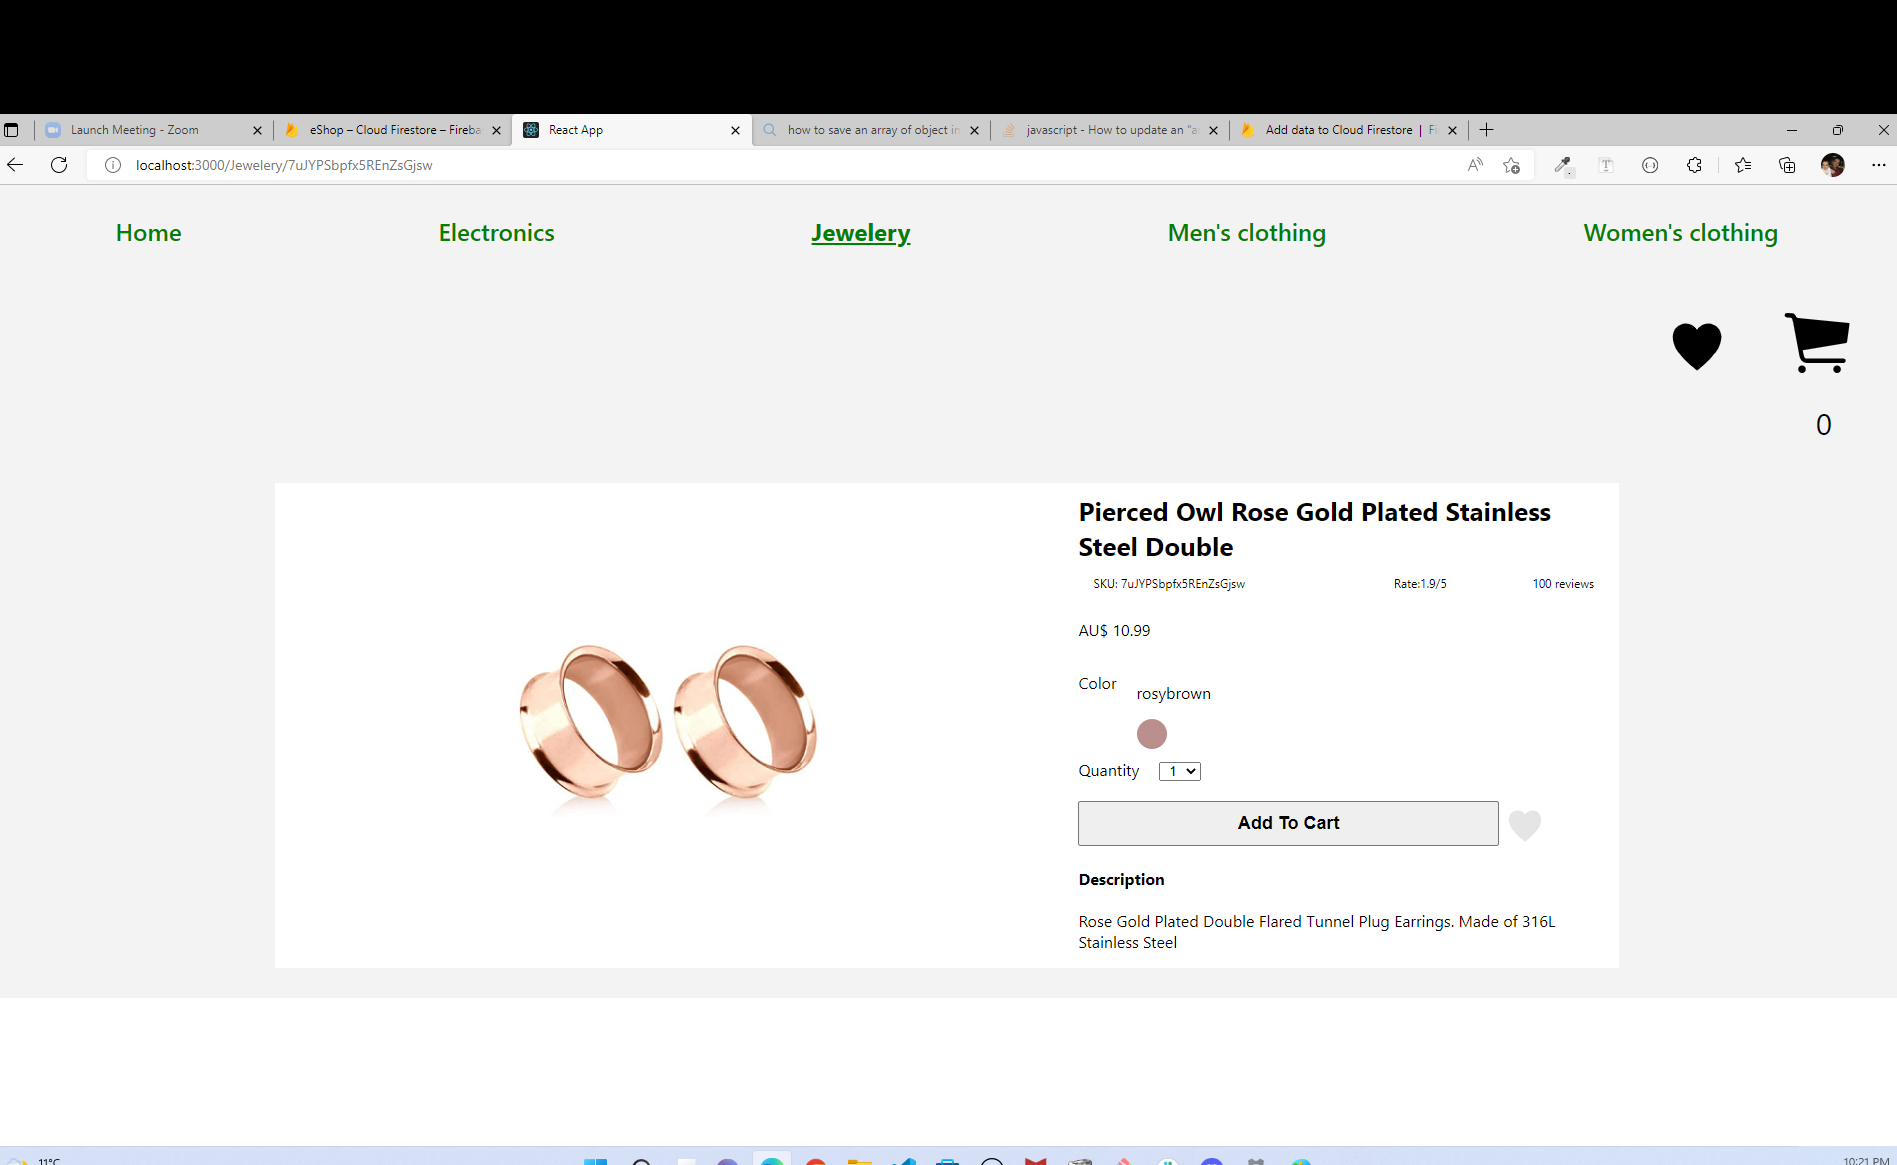 Launch Meeting - Zoom
eShop – Cloud Firestore – Fireba
React App
how to save an array of object in
javascript - How to update an "a
Add data to Cloud Firestore | Fi
localhost:3000/Jewelery/7uJYPSbpfx5REnZsGjsw
Home
Electronics
Jewelery
Men's clothing
Women's clothing
0
Pierced Owl Rose Gold Plated Stainless
Steel Double
SKU: 7uJYPSbpfx5REnZsGjsw
Rate:1.9/5
100 reviews
AU$ 10.99
Color
rosybrown
Quantity
1
Add To Cart
Description
Rose Gold Plated Double Flared Tunnel Plug Earrings. Made of 316L
Stainless Steel
11°C
10:21 PM